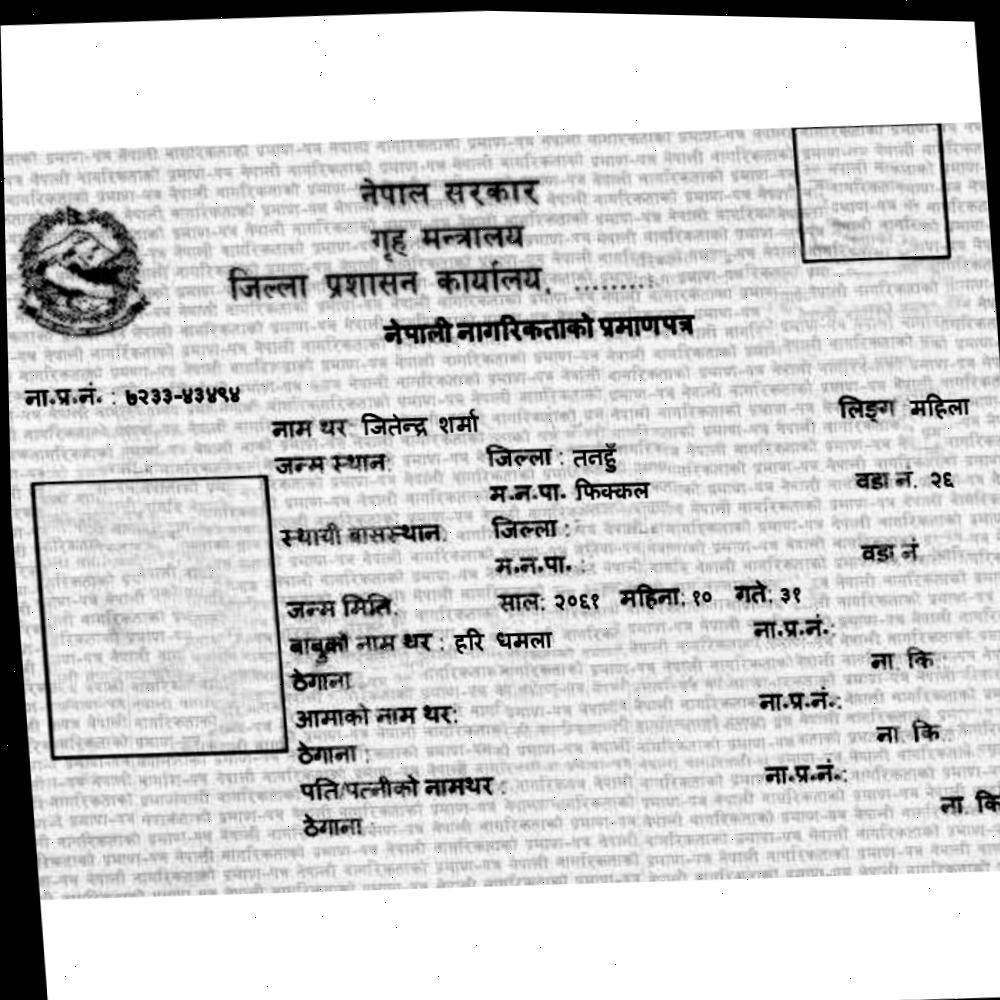 नेपाल सरकार
गृह मन्त्रालय
जिल्ला प्रशासन कार्यालय, .........
नेपाली नागरिकताको प्रमाणपत्र
ना.प्र.नं. : ७२३३-४३४९४
नाम थर: जितेन्द्र शर्मा लिङ्ग महिला
जन्म स्थान: जिल्ला : तनहुँ
म.न.पा. फिक्कल वडा नं. २६
स्थायी बासस्थान: जिल्ला :
म.न.पा. : वडा नं.
जन्म मिति: साल: २०६१ महिना: १० गते: ३१
बाबुको नाम थर : हरि धमला ना.प्र.नं.:
ठेगाना ना. कि.:
आमाको नाम थर: ना.प्र.नं.:
ठेगाना : ना. कि.:
पति/पत्नीको नामथर : ना.प्र.नं.:
ठेगाना : ना. कि